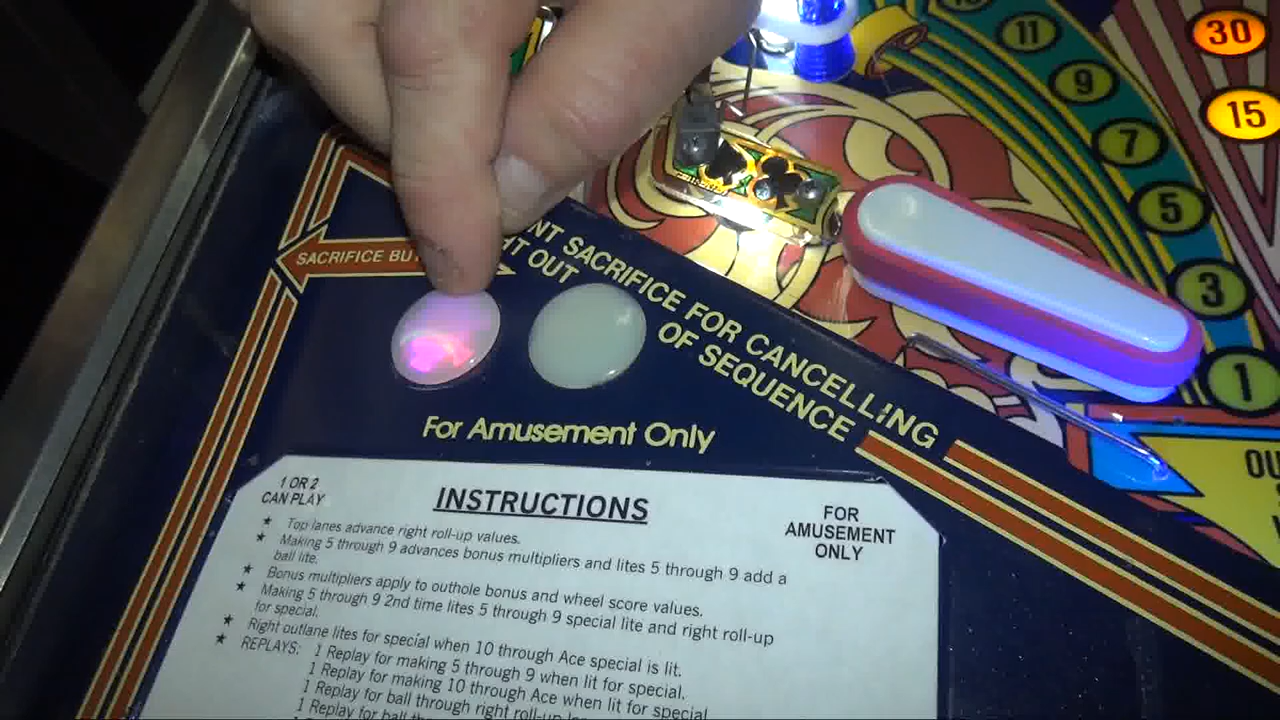 30
15
11
9
7
5
3
1
SACRIFICE
SACRIFICE FOR CANCELLING
OUT OF SEQUENCE
For Amusement Only
1 OR 2
CAN PLAY
INSTRUCTIONS
FOR
AMUSEMENT
ONLY
★ Top lanes advance right roll-up values.
★ Making 5 through 9 advances bonus multipliers and lites 5 through 9 add a
ball lite.
★ Bonus multipliers apply to outhole bonus and wheel score values.
★ Making 5 through 9 2nd time lites 5 through 9 special lite and right roll-up
for special.
★ Right outlane lites for special when 10 through Ace special is lit.
★ REPLAYS: 1 Replay for making 5 through 9 when lit for special.
1 Replay for making 10 through Ace when lit for special
1 Replay for ball through right roll-up
1 Replay for ball